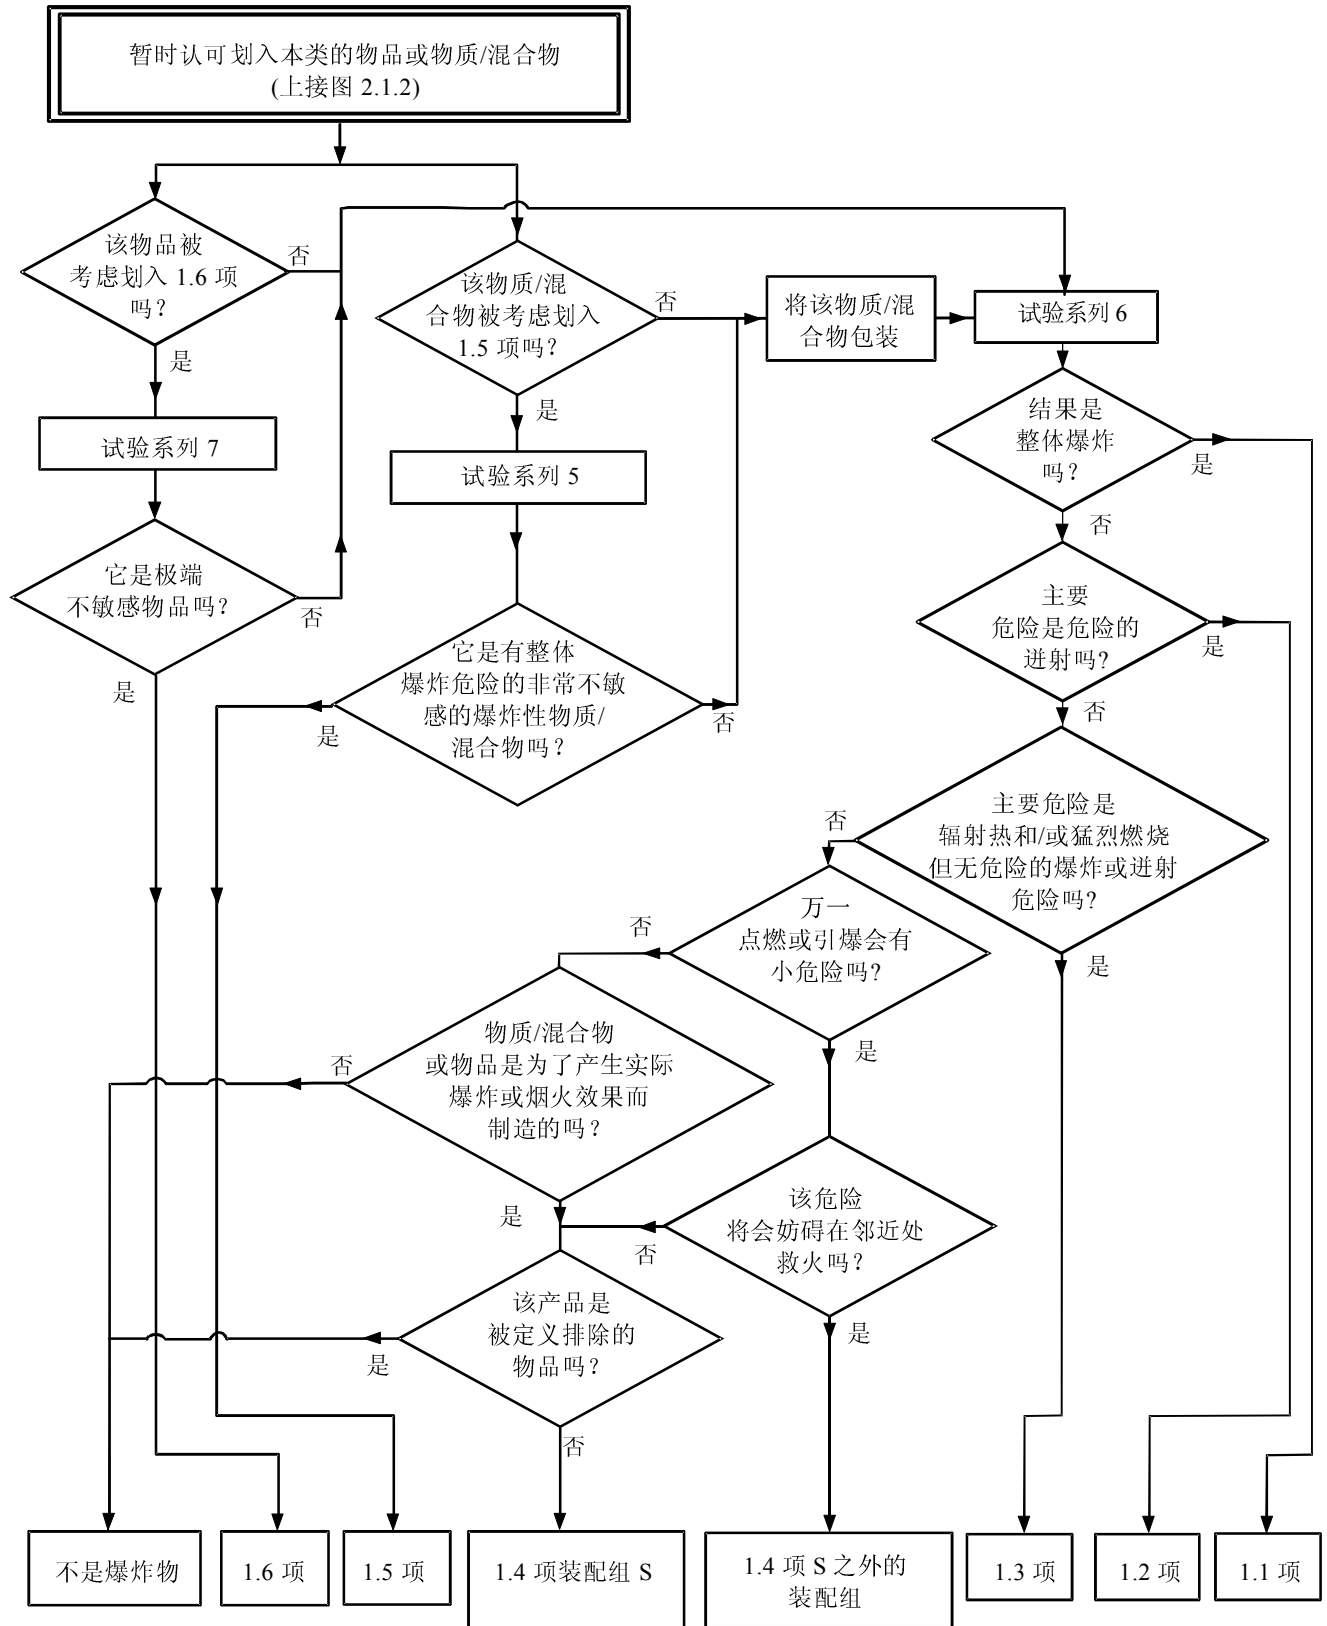 暂时认可划入本类的物品或物质/混合物
(上接图 2.1.2)
该物品被
考虑划入 1.6 项
吗?
否
是
试验系列 7
它是极端
不敏感物品吗?
否
是
该物质/混
合物被考虑划入
1.5 项吗?
否
是
试验系列 5
它是有整体
爆炸危险的非常不敏
感的爆炸性物质/
混合物吗?
是
否
将该物质/混
合物包装
试验系列 6
结果是
整体爆炸
吗?
是
否
主要
危险是危险的
迸射吗?
是
否
主要危险是
辐射热和/或猛烈燃烧
但无危险的爆炸或迸射
危险吗?
否
是
万一
点燃或引爆会有
小危险吗?
否
是
物质/混合物
或物品是为了产生实际
爆炸或烟火效果而
制造的吗?
否
是
该危险
将会妨碍在邻近处
救火吗?
否
是
该产品是
被定义排除的
物品吗?
是
否
不是爆炸物
1.6 项
1.5 项
1.4 项装配组 S
1.4 项 S 之外的
装配组
1.3 项
1.2 项
1.1 项